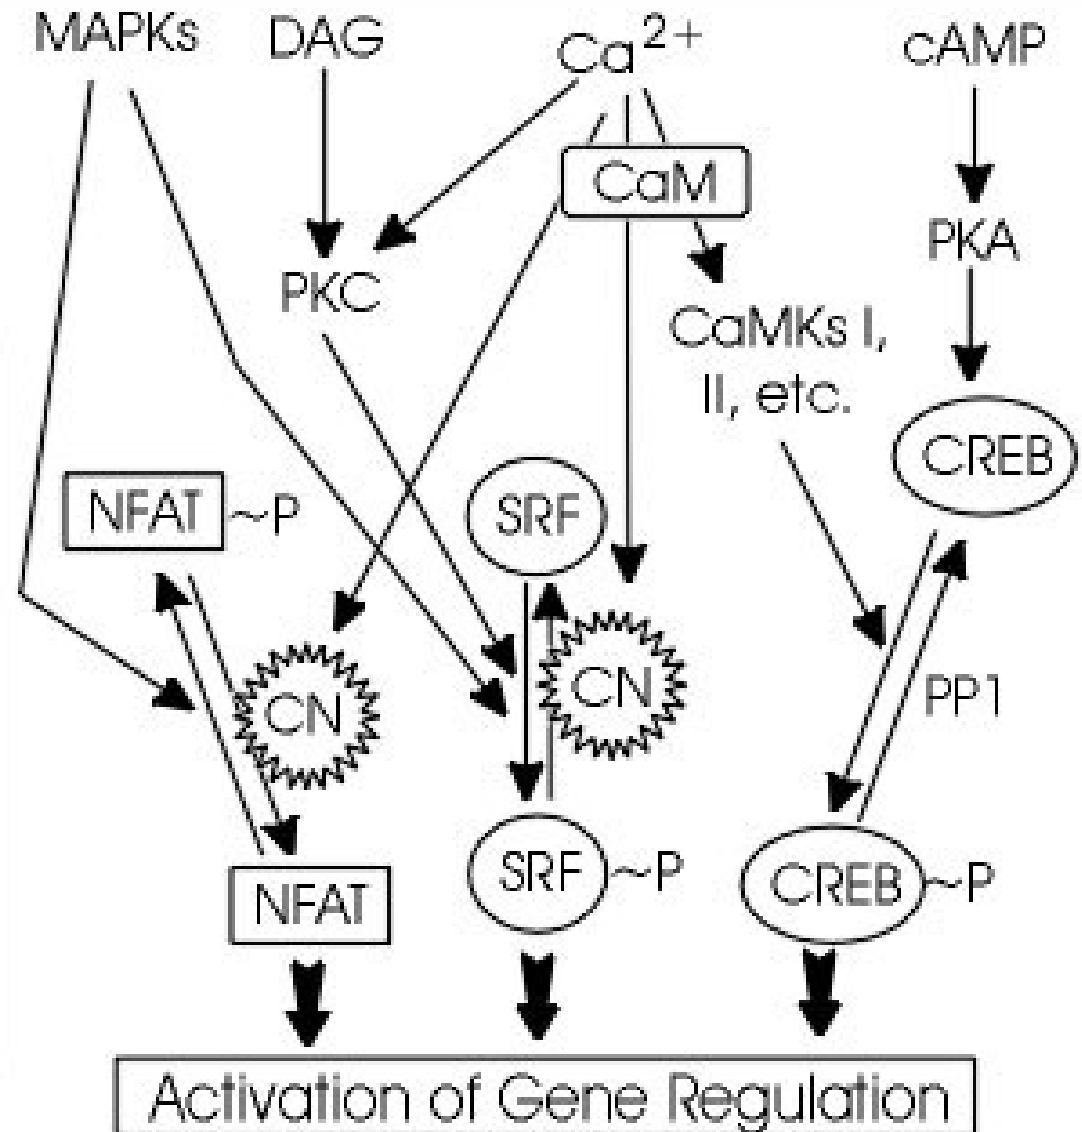 MAPKs DAG Ca2+ cAMP
CaM
PKA
PKC
CaMKs I,
II, etc.
CREB
NFAT ~P
SRF
CN
CN
PP1
SRF ~P
CREB ~P
NFAT
Activation of Gene Regulation